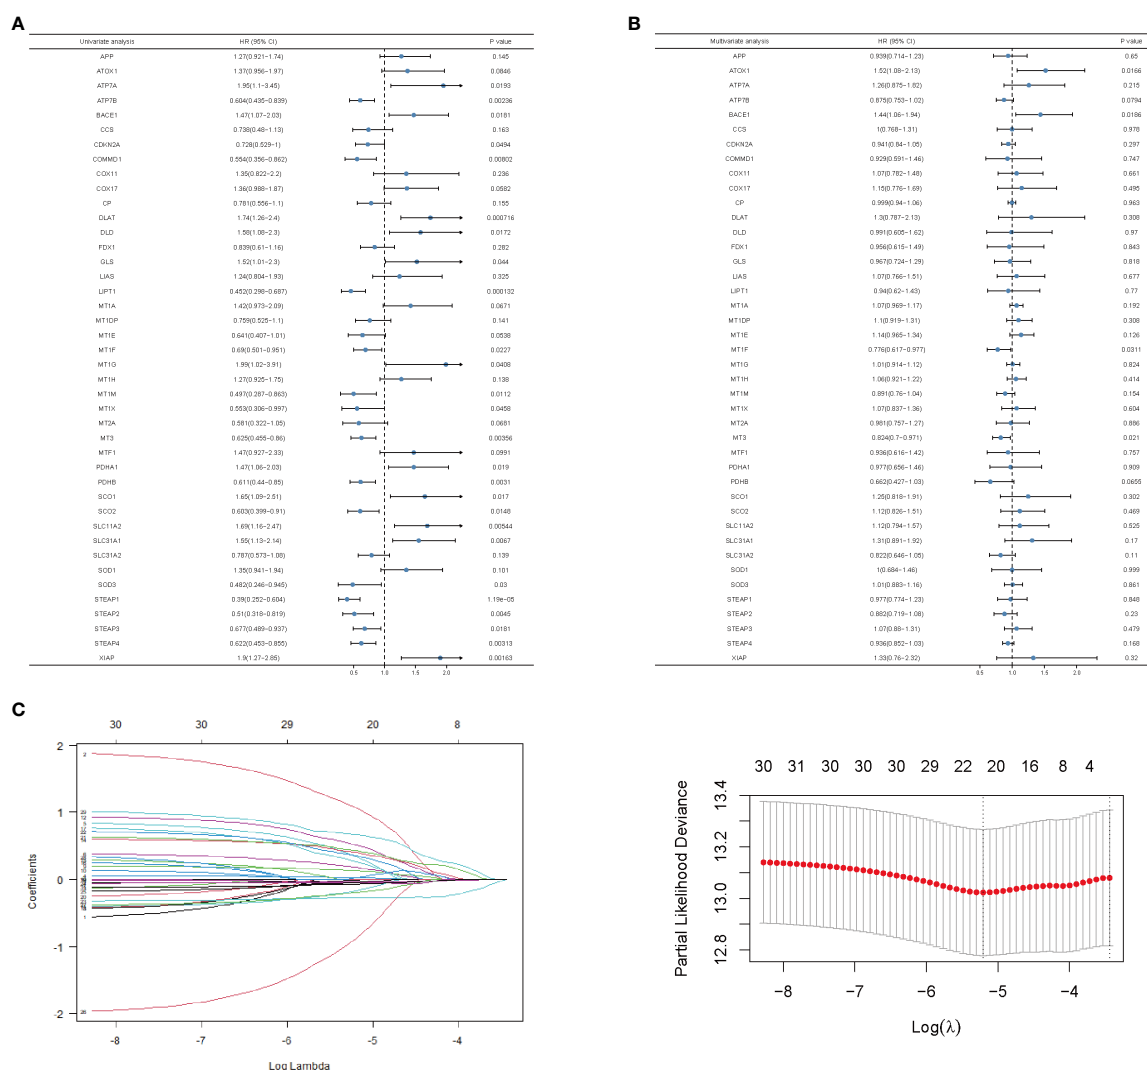 A
Univariate analysis HR (95% CI) P value
APP 1.27(0.921−1.74) 0.145
ATOX1 1.37(0.956−1.97) 0.0846
ATP7A 1.95(1.1−3.45) 0.0193
ATP7B 0.604(0.435−0.839) 0.00236
BACE1 1.47(1.07−2.03) 0.0181
CCS 0.738(0.48−1.13) 0.163
CDKN2A 0.728(0.529−1) 0.0494
COMMD1 0.554(0.356−0.862) 0.00802
COX11 1.35(0.822−2.2) 0.236
COX17 1.36(0.988−1.87) 0.0582
CP 0.781(0.556−1.1) 0.155
DLAT 1.74(1.26−2.4) 0.000716
DLD 1.58(1.08−2.3) 0.0172
FDX1 0.839(0.61−1.16) 0.282
GLS 1.52(1.01−2.3) 0.044
LIAS 1.24(0.804−1.93) 0.325
LIPT1 0.452(0.298−0.687) 0.000132
MT1A 1.42(0.973−2.09) 0.0671
MT1DP 0.759(0.525−1.1) 0.141
MT1E 0.641(0.407−1.01) 0.0538
MT1F 0.69(0.501−0.951) 0.0227
MT1G 1.99(1.02−3.91) 0.0408
MT1H 1.27(0.925−1.75) 0.138
MT1M 0.497(0.287−0.863) 0.0112
MT1X 0.553(0.306−0.997) 0.0458
MT2A 0.581(0.322−1.05) 0.0681
MT3 0.625(0.455−0.86) 0.00356
MTF1 1.47(0.927−2.33) 0.0991
PDHA1 1.47(1.06−2.03) 0.019
PDHB 0.611(0.44−0.85) 0.0031
SCO1 1.65(1.09−2.51) 0.017
SCO2 0.603(0.399−0.91) 0.0148
SLC11A2 1.69(1.16−2.47) 0.00544
SLC31A1 1.55(1.13−2.14) 0.0067
SLC31A2 0.787(0.573−1.08) 0.139
SOD1 1.35(0.941−1.94) 0.101
SOD3 0.482(0.246−0.945) 0.03
STEAP1 0.39(0.252−0.604) 1.19e−05
STEAP2 0.51(0.318−0.819) 0.0045
STEAP3 0.677(0.489−0.937) 0.0181
STEAP4 0.622(0.453−0.855) 0.00313
XIAP 1.9(1.27−2.85) 0.00163
0.5 1.0 1.5 2.0
B
Multivariate analysis HR (95% CI) P value
APP 0.939(0.714−1.23) 0.65
ATOX1 1.52(1.08−2.13) 0.0166
ATP7A 1.26(0.875−1.82) 0.215
ATP7B 0.875(0.753−1.02) 0.0794
BACE1 1.44(1.06−1.94) 0.0186
CCS 1(0.768−1.31) 0.978
CDKN2A 0.941(0.84−1.05) 0.297
COMMD1 0.929(0.591−1.46) 0.747
COX11 1.07(0.782−1.48) 0.661
COX17 1.15(0.776−1.69) 0.495
CP 0.999(0.94−1.06) 0.963
DLAT 1.3(0.787−2.13) 0.308
DLD 0.991(0.605−1.62) 0.97
FDX1 0.956(0.615−1.49) 0.843
GLS 0.967(0.724−1.29) 0.818
LIAS 1.07(0.766−1.51) 0.677
LIPT1 0.94(0.62−1.43) 0.77
MT1A 1.07(0.969−1.17) 0.192
MT1DP 1.1(0.919−1.31) 0.308
MT1E 1.14(0.965−1.34) 0.126
MT1F 0.776(0.617−0.977) 0.0311
MT1G 1.01(0.914−1.12) 0.824
MT1H 1.06(0.921−1.22) 0.414
MT1M 0.891(0.76−1.04) 0.154
MT1X 1.07(0.837−1.36) 0.604
MT2A 0.981(0.757−1.27) 0.886
MT3 0.824(0.7−0.971) 0.021
MTF1 0.936(0.616−1.42) 0.757
PDHA1 0.977(0.656−1.46) 0.909
PDHB 0.662(0.427−1.03) 0.0655
SCO1 1.25(0.818−1.91) 0.302
SCO2 1.12(0.826−1.51) 0.469
SLC11A2 1.12(0.794−1.57) 0.525
SLC31A1 1.31(0.891−1.92) 0.17
SLC31A2 0.822(0.646−1.05) 0.11
SOD1 1(0.684−1.46) 0.999
SOD3 1.01(0.883−1.16) 0.861
STEAP1 0.977(0.774−1.23) 0.848
STEAP2 0.882(0.719−1.08) 0.23
STEAP3 1.07(0.88−1.31) 0.479
STEAP4 0.936(0.852−1.03) 0.168
XIAP 1.33(0.76−2.32) 0.32
0.5 1.0 1.5 2.0
C
30 30 29 20 8
2
1
0
-1
-2
Coefficients
-8 -7 -6 -5 -4
Log Lambda
30 31 30 30 30 29 22 20 16 8 4
13.4
13.2
13.0
12.8
Partial Likelihood Deviance
−8 −7 −6 −5 −4
Log(λ)